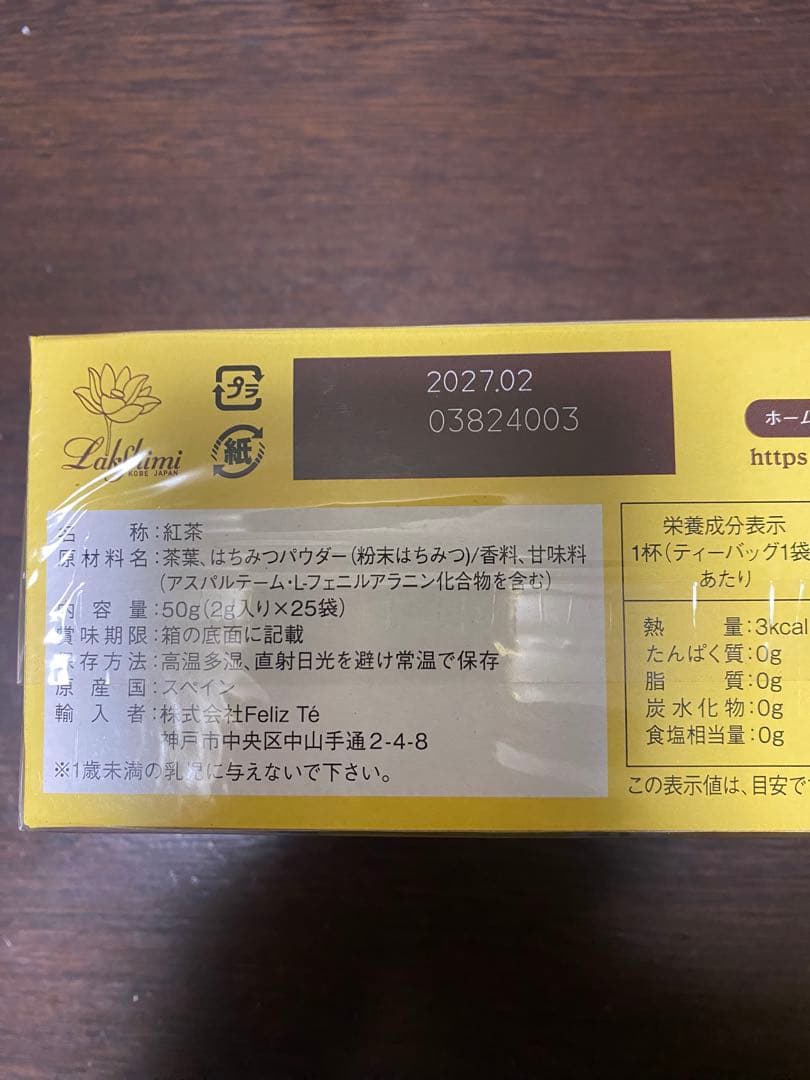 Lakshimi
KOBE JAPAN
プラ
紙
2027.02
03824003
ホーム
https
名 称:紅茶
原材料名:茶葉、はちみつパウダー(粉末はちみつ)/香料、甘味料
(アスパルテーム・L-フェニルアラニン化合物を含む)
内 容 量:50g(2g入り×25袋)
賞味期限:箱の底面に記載
保存方法:高温多湿、直射日光を避け常温で保存
原 産 国:スペイン
輸 入 者:株式会社Feliz Té
神戸市中央区中山手通2-4-8
※1歳未満の乳児に与えないで下さい。
栄養成分表示
1杯(ティーバッグ1袋
あたり
熱 量:3kcal
たんぱく質:0g
脂 質:0g
炭水化物:0g
食塩相当量:0g
この表示値は、目安で